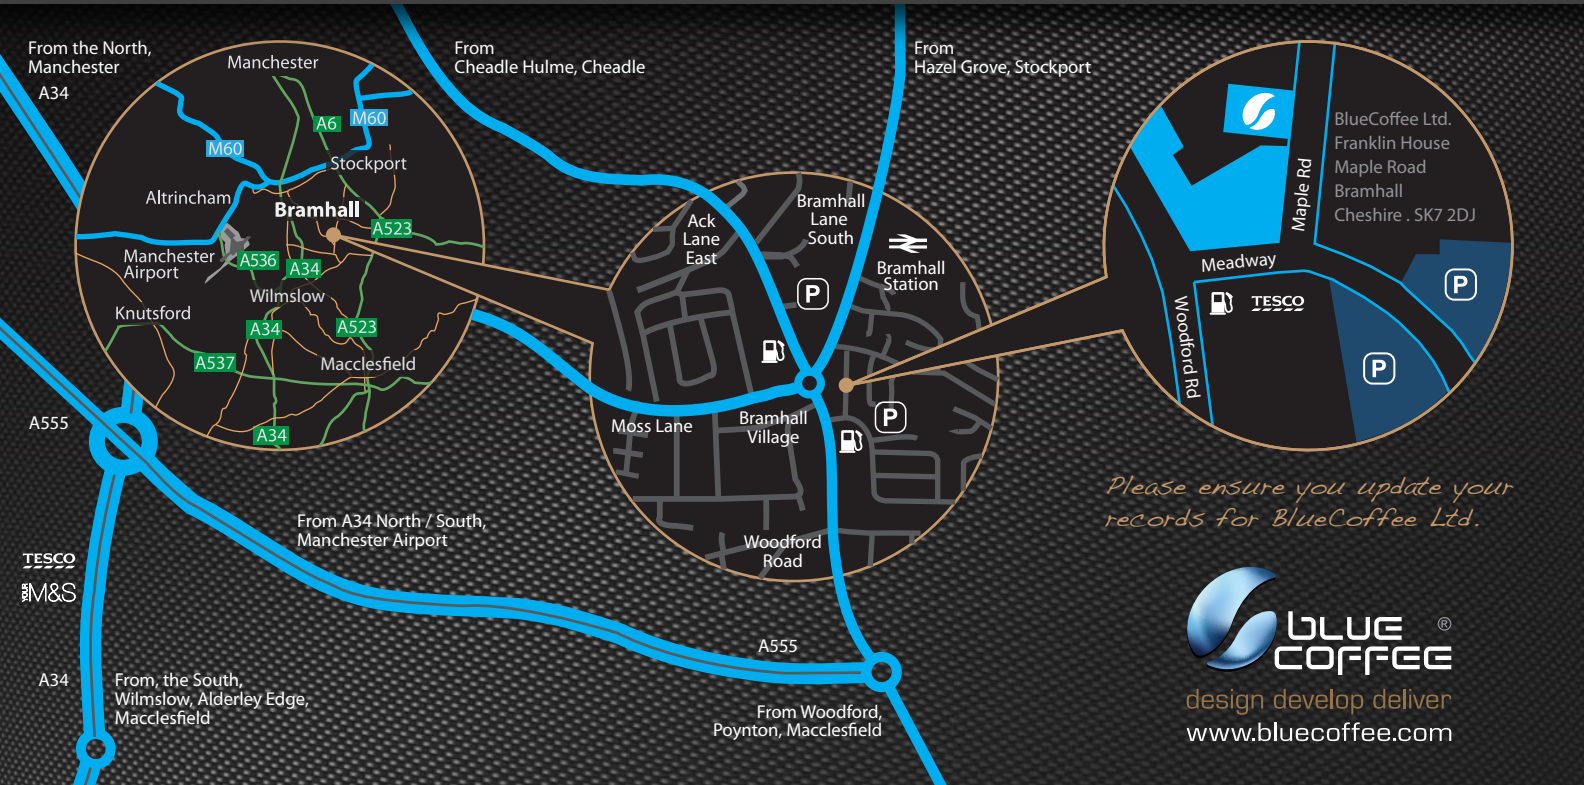 From the North,
Manchester
A34
Manchester
A6
M60
M60
Stockport
Altrincham
Bramhall
A523
Manchester
Airport
A536
A34
Wilmslow
Knutsford
A34
A523
A537
Macclesfield
A34
From
Cheadle Hulme, Cheadle
From
Hazel Grove, Stockport
Ack
Lane
East
Bramhall
Lane
South
Bramhall
Station
P
Moss Lane
Bramhall
Village
P
Woodford
Road
BlueCoffee Ltd.
Franklin House
Maple Road
Bramhall
Cheshire . SK7 2DJ
Maple Rd
Meadway
Woodford Rd
TESCO
P
P
A555
From A34 North / South,
Manchester Airport
TESCO
YOUR M&S
A34
From, the South,
Wilmslow, Alderley Edge,
Macclesfield
A555
From Woodford,
Poynton, Macclesfield
Please ensure you update your
records for BlueCoffee Ltd.
BLUE ®
COFFEE
design develop deliver
www.bluecoffee.com